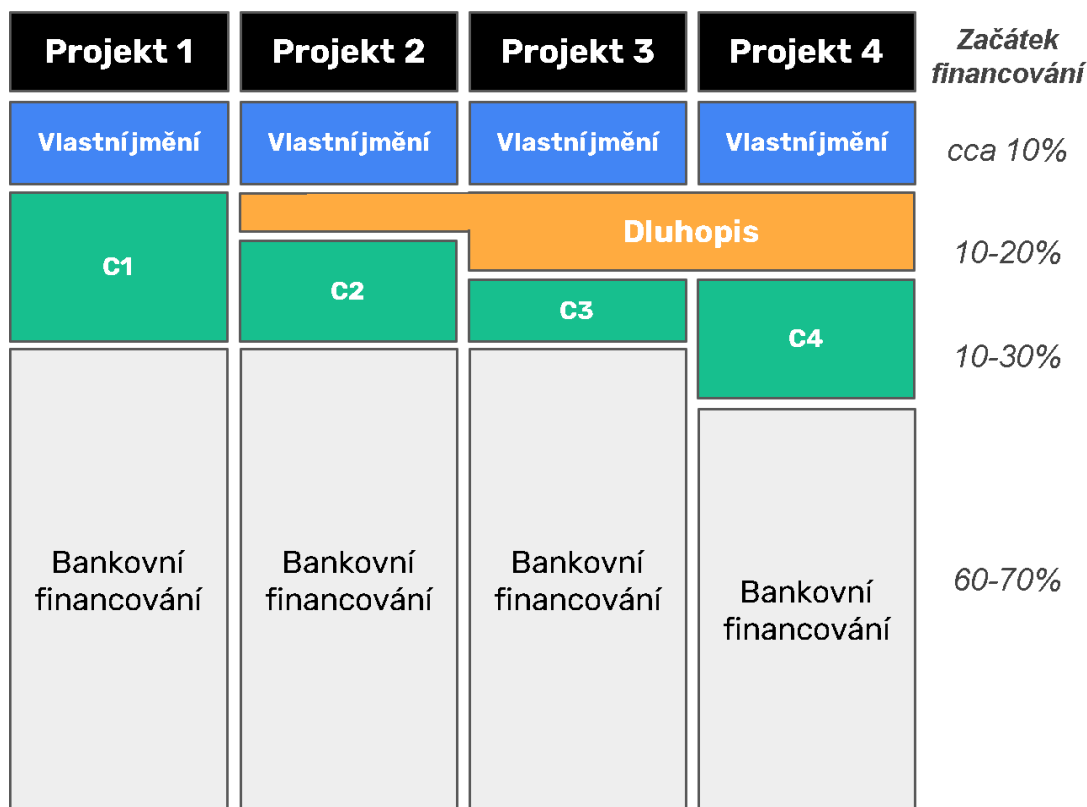 Projekt 1
Projekt 2
Projekt 3
Projekt 4
Začátek
financování
Vlastní jmění
Vlastní jmění
Vlastní jmění
Vlastní jmění
cca 10%
C1
Dluhopis
10-20%
C2
C3
C4
10-30%
Bankovní
financování
Bankovní
financování
Bankovní
financování
Bankovní
financování
60-70%